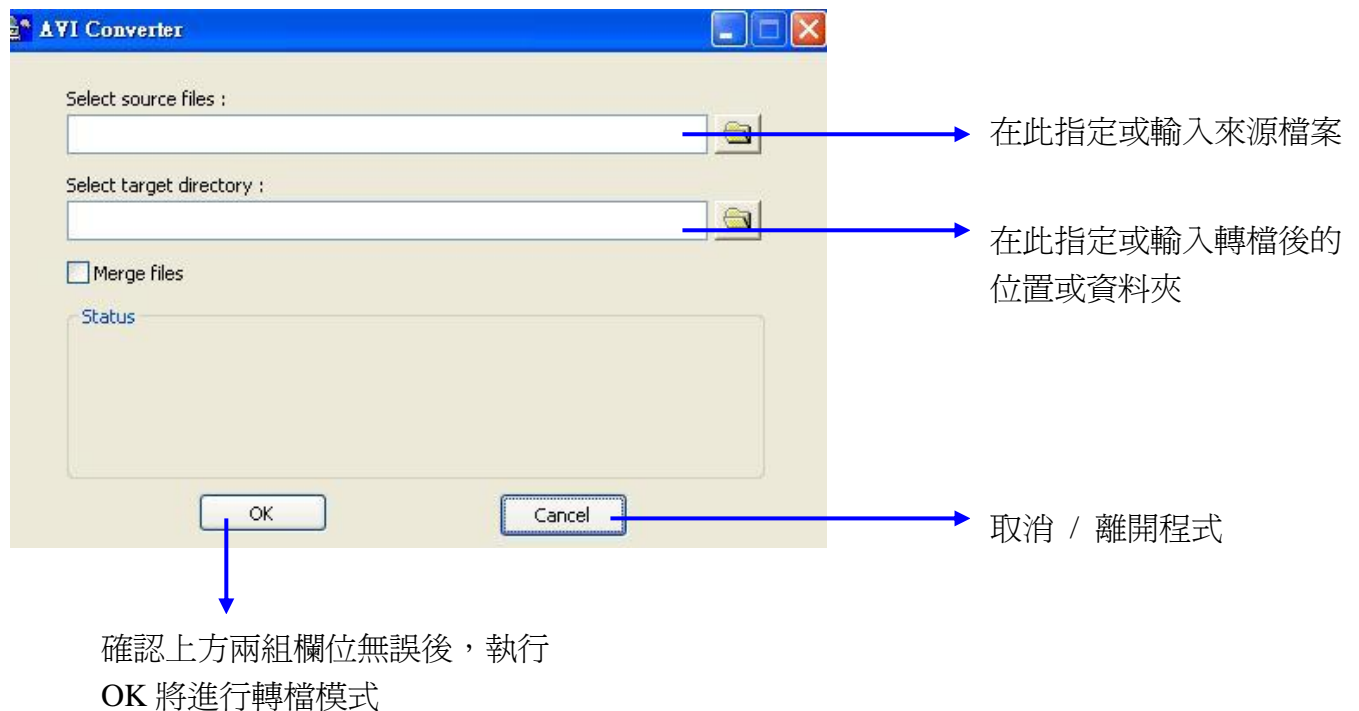 AVI Converter
Select source files :
在此指定或輸入來源檔案
Select target directory :
在此指定或輸入轉檔後的
位置或資料夾
Merge files
Status
OK
Cancel
取消 / 離開程式
確認上方兩組欄位無誤後，執行
OK 將進行轉檔模式